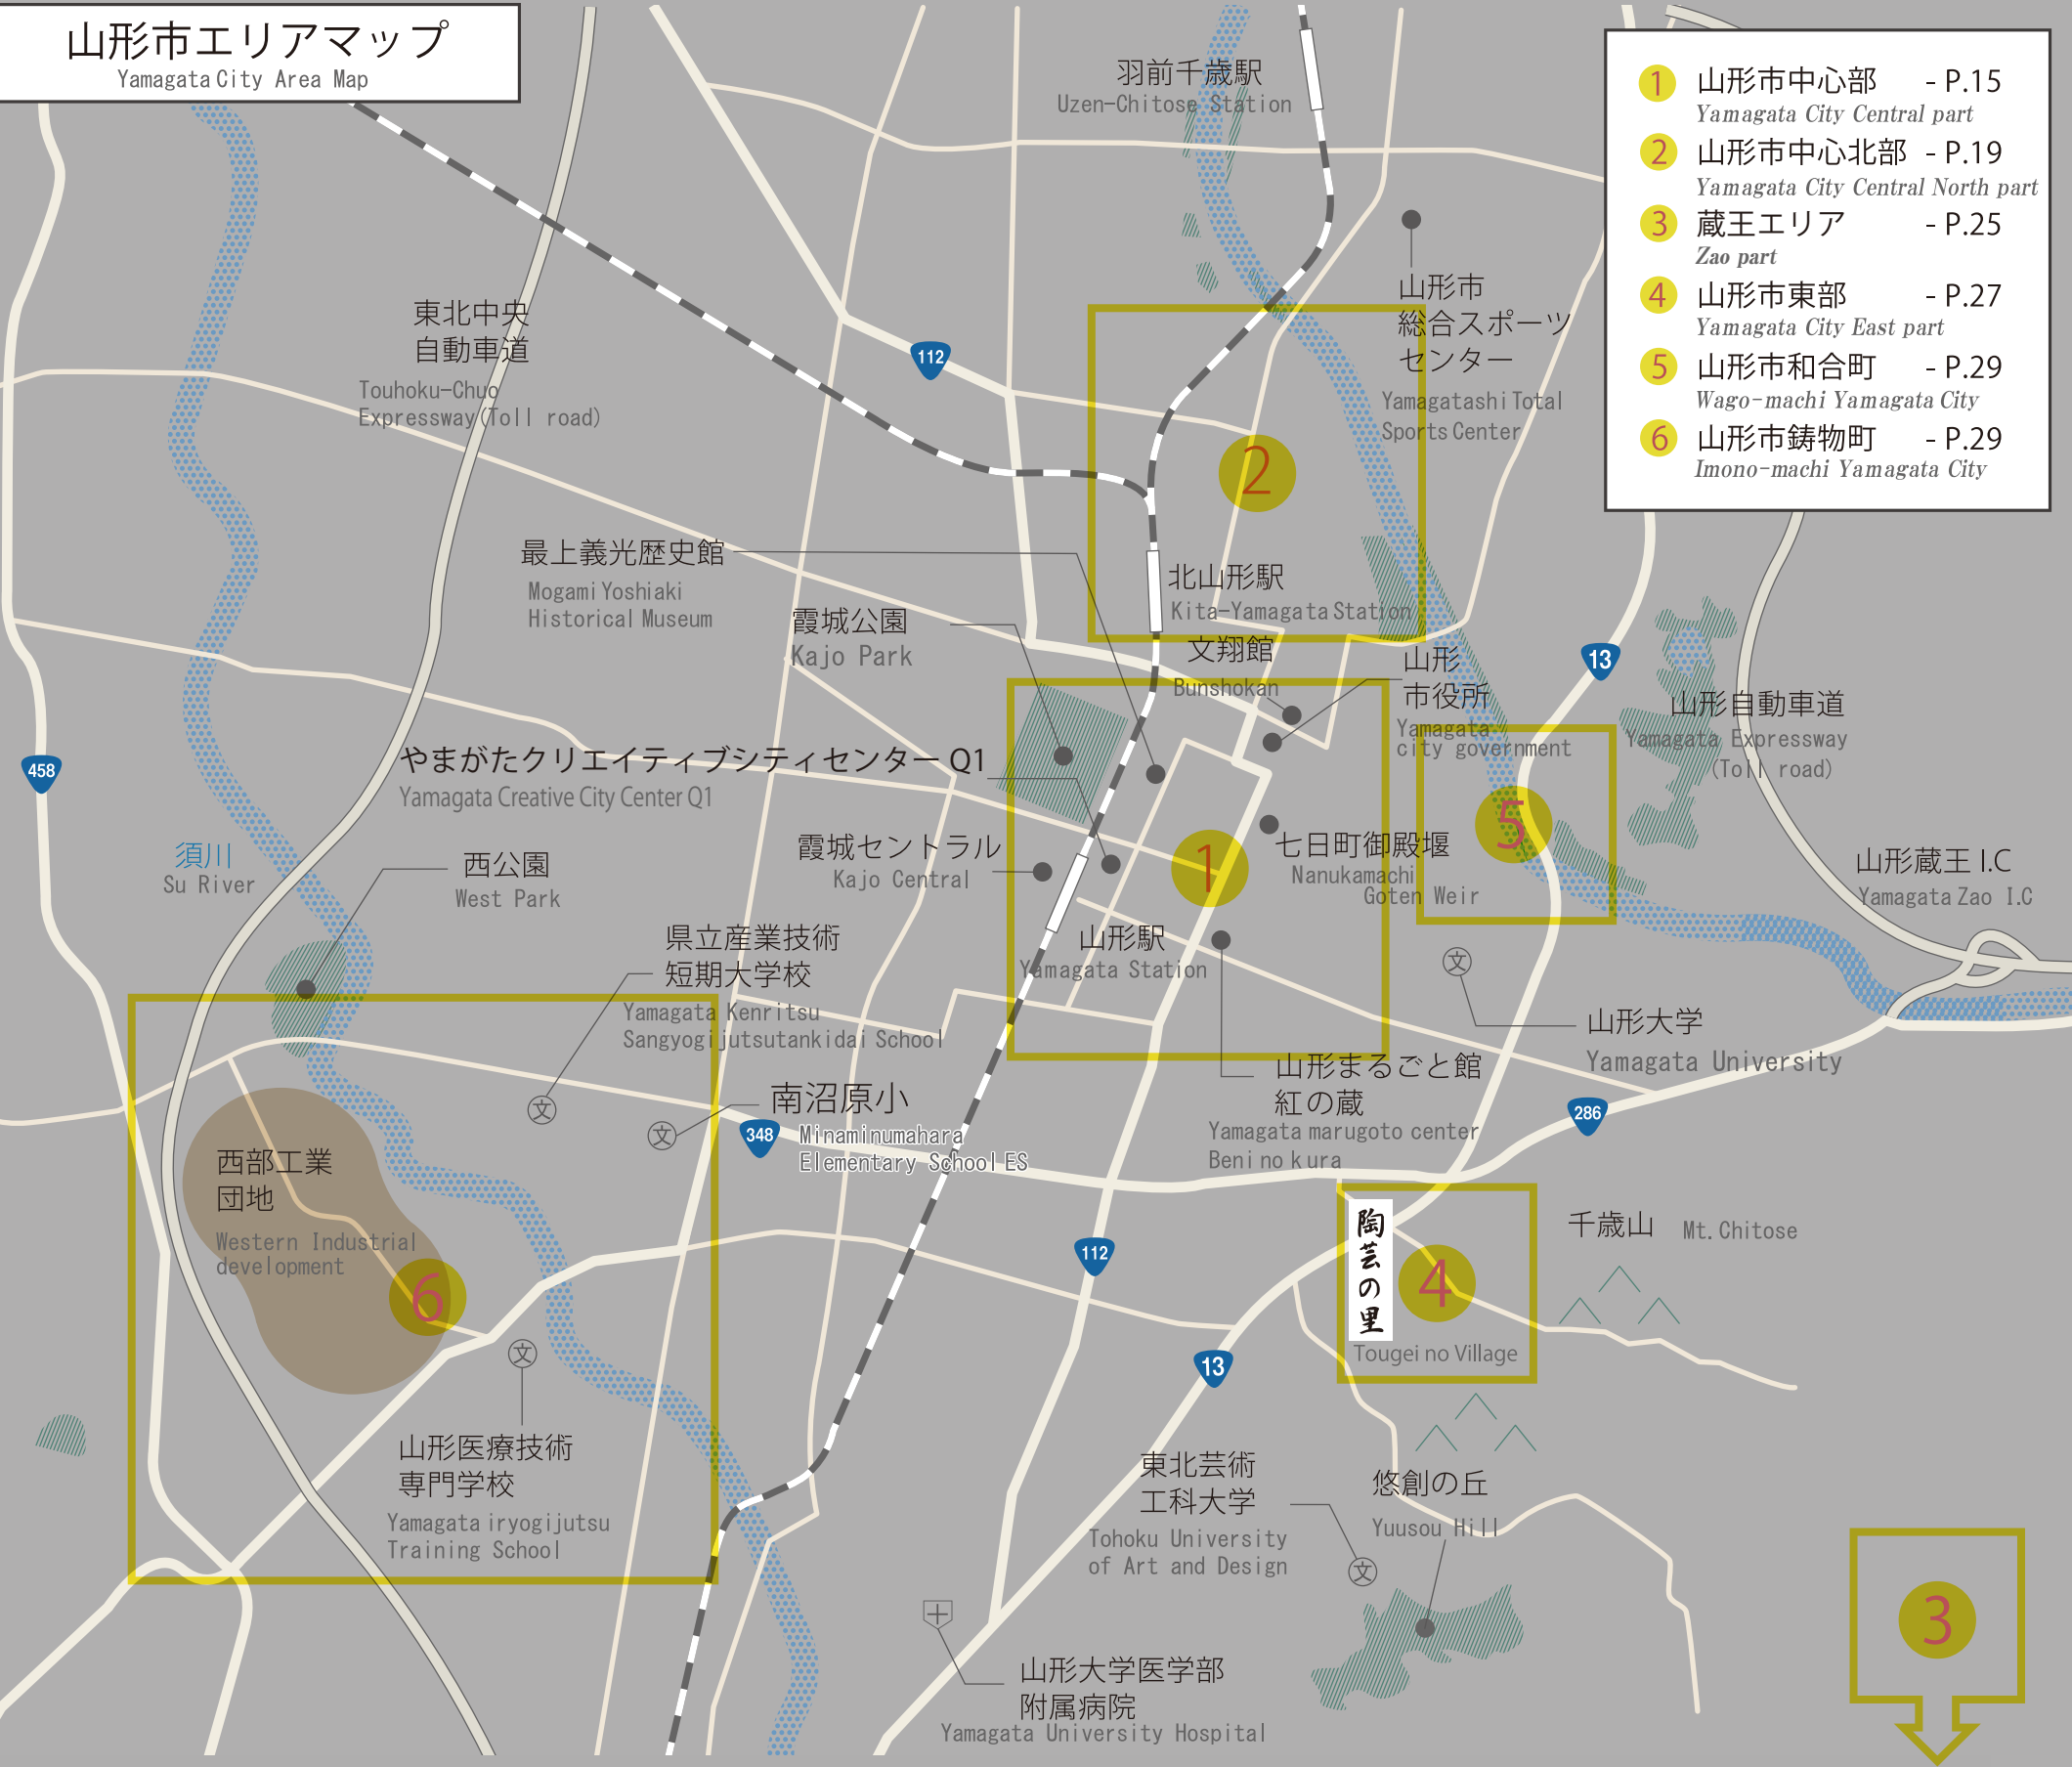 山形市エリアマップ
Yamagata City Area Map
1 山形市中心部 - P.15
Yamagata City Central part
2 山形市中心北部 - P.19
Yamagata City Central North part
3 蔵王エリア - P.25
Zao part
4 山形市東部 - P.27
Yamagata City East part
5 山形市和合町 - P.29
Wago-machi Yamagata City
6 山形市鋳物町 - P.29
Imono-machi Yamagata City
羽前千歳駅
Uzen-Chitose Station
山形市
総合スポーツ
センター
Yamagatashi Total
Sports Center
東北中央
自動車道
Touhoku-Chuo
Expressway(Toll road)
112
2
最上義光歴史館
Mogami Yoshiaki
Historical Museum
北山形駅
Kita-Yamagata Station
霞城公園
Kajo Park
文翔館
Bunshokan
山形
市役所
Yamagata
city government
13
山形自動車道
Yamagata Expressway
(Toll road)
458
やまがたクリエイティブシティセンター Q1
Yamagata Creative City Center Q1
5
須川
Su River
西公園
West Park
霞城セントラル
Kajo Central
1
七日町御殿堰
Nanukamachi
Goten Weir
山形蔵王 I.C
Yamagata Zao I.C
県立産業技術
短期大学校
Yamagata Kenritsu
Sangyogijutsutankidai School
山形駅
Yamagata Station
文
山形大学
Yamagata University
山形まるごと館
紅の蔵
Yamagata marugoto center
Beni no kura
文
文
南沼原小
Minaminumahara
Elementary School ES
348
286
西部工業
団地
Western Industrial
development
6
112
陶芸の里
4
Tougei no Village
千歳山
Mt.Chitose
13
文
山形医療技術
専門学校
Yamagata iryogijutsu
Training School
東北芸術
工科大学
Tohoku University
of Art and Design
文
悠創の丘
Yuusou Hill
3
山形大学医学部
附属病院
Yamagata University Hospital